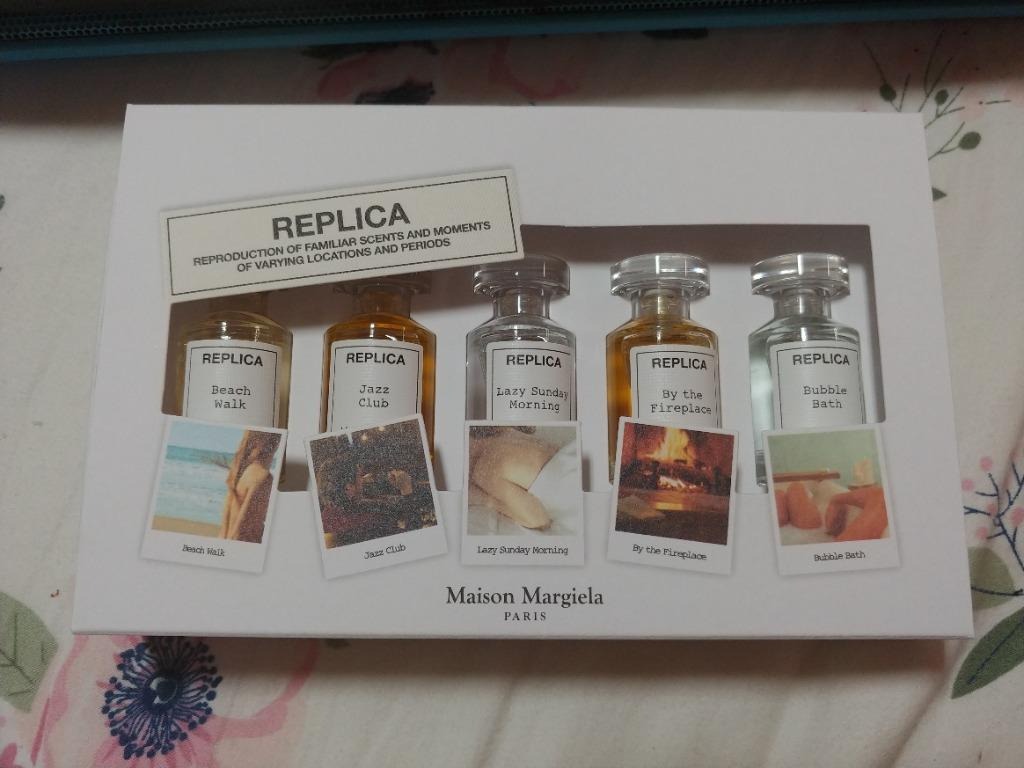 REPLICA
REPRODUCTION OF FAMILIAR SCENTS AND MOMENTS
OF VARYING LOCATIONS AND PERIODS
REPLICA
Beach
Walk
REPLICA
Jazz
Club
REPLICA
Lazy Sunday
Morning
REPLICA
By the
Fireplace
REPLICA
Bubble
Bath
Beach Walk
Jazz Club
Lazy Sunday Morning
By the Fireplace
Bubble Bath
Maison Margiela
PARIS